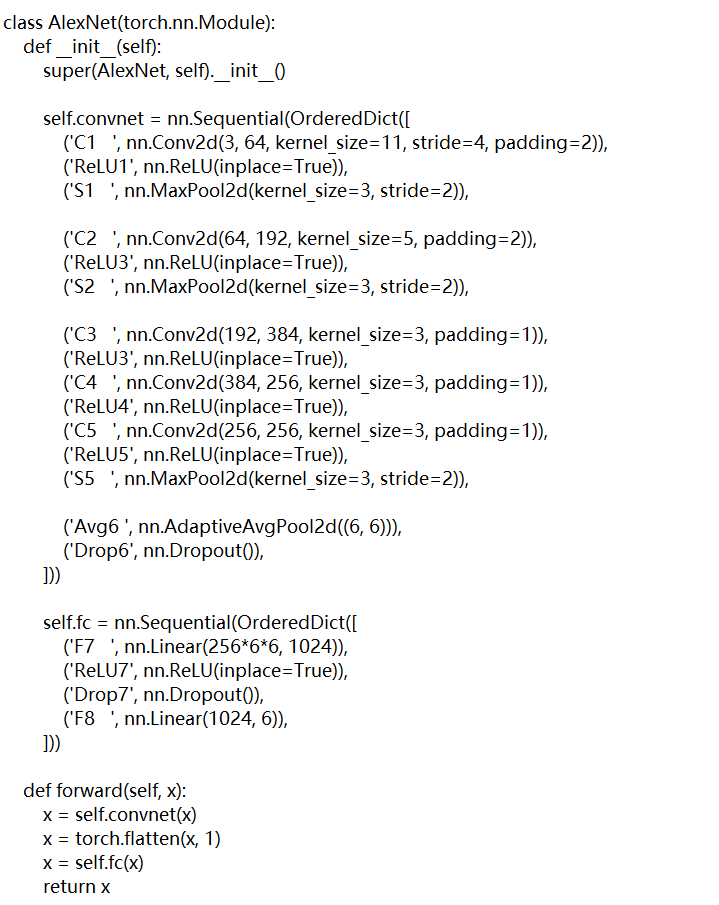 class AlexNet(torch.nn.Module):
    def __init__(self):
        super(AlexNet, self).__init__()

        self.convnet = nn.Sequential(OrderedDict([
            ('C1   ', nn.Conv2d(3, 64, kernel_size=11, stride=4, padding=2)),
            ('ReLU1', nn.ReLU(inplace=True)),
            ('S1   ', nn.MaxPool2d(kernel_size=3, stride=2)),

            ('C2   ', nn.Conv2d(64, 192, kernel_size=5, padding=2)),
            ('ReLU3', nn.ReLU(inplace=True)),
            ('S2   ', nn.MaxPool2d(kernel_size=3, stride=2)),

            ('C3   ', nn.Conv2d(192, 384, kernel_size=3, padding=1)),
            ('ReLU3', nn.ReLU(inplace=True)),
            ('C4   ', nn.Conv2d(384, 256, kernel_size=3, padding=1)),
            ('ReLU4', nn.ReLU(inplace=True)),
            ('C5   ', nn.Conv2d(256, 256, kernel_size=3, padding=1)),
            ('ReLU5', nn.ReLU(inplace=True)),
            ('S5   ', nn.MaxPool2d(kernel_size=3, stride=2)),

            ('Avg6 ', nn.AdaptiveAvgPool2d((6, 6))),
            ('Drop6', nn.Dropout()),
        ]))

        self.fc = nn.Sequential(OrderedDict([
            ('F7   ', nn.Linear(256*6*6, 1024)),
            ('ReLU7', nn.ReLU(inplace=True)),
            ('Drop7', nn.Dropout()),
            ('F8   ', nn.Linear(1024, 6)),
        ]))

    def forward(self, x):
        x = self.convnet(x)
        x = torch.flatten(x, 1)
        x = self.fc(x)
        return x